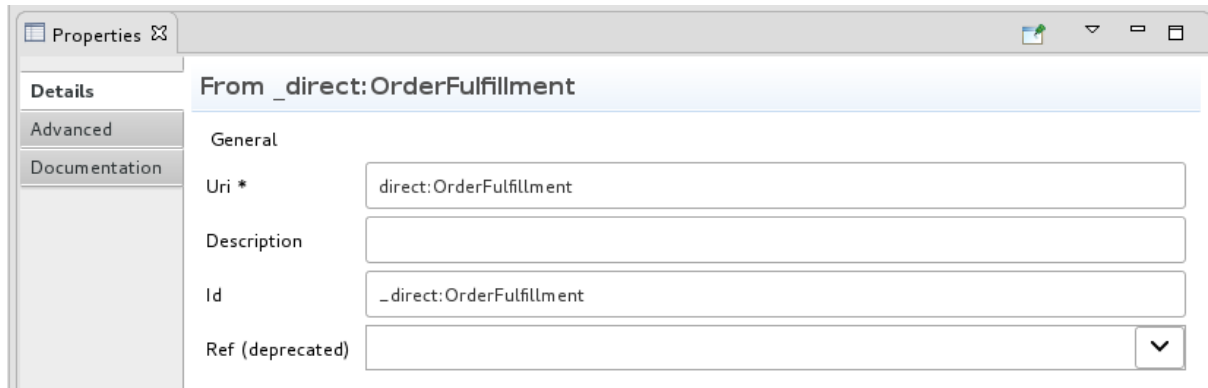 Properties
Details
From _direct:OrderFulfillment
Advanced
General
Documentation
Uri *
direct:OrderFulfillment
Description
Id
_direct:OrderFulfillment
Ref (deprecated)